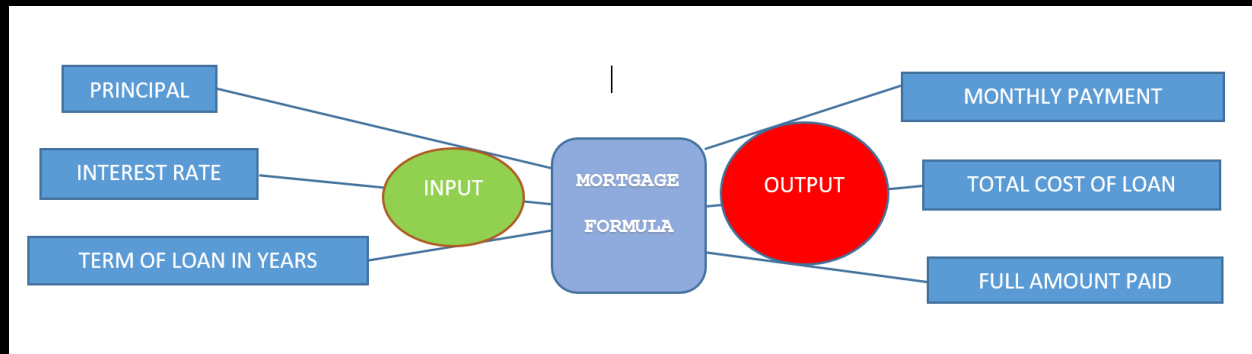 PRINCIPAL
INTEREST RATE
TERM OF LOAN IN YEARS
INPUT
MORTGAGE
FORMULA
OUTPUT
MONTHLY PAYMENT
TOTAL COST OF LOAN
FULL AMOUNT PAID